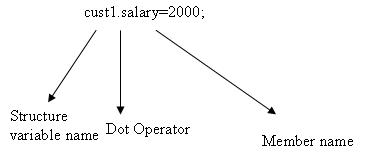 cust1.salary=2000;
Structure
variable name
Dot Operator
Member name